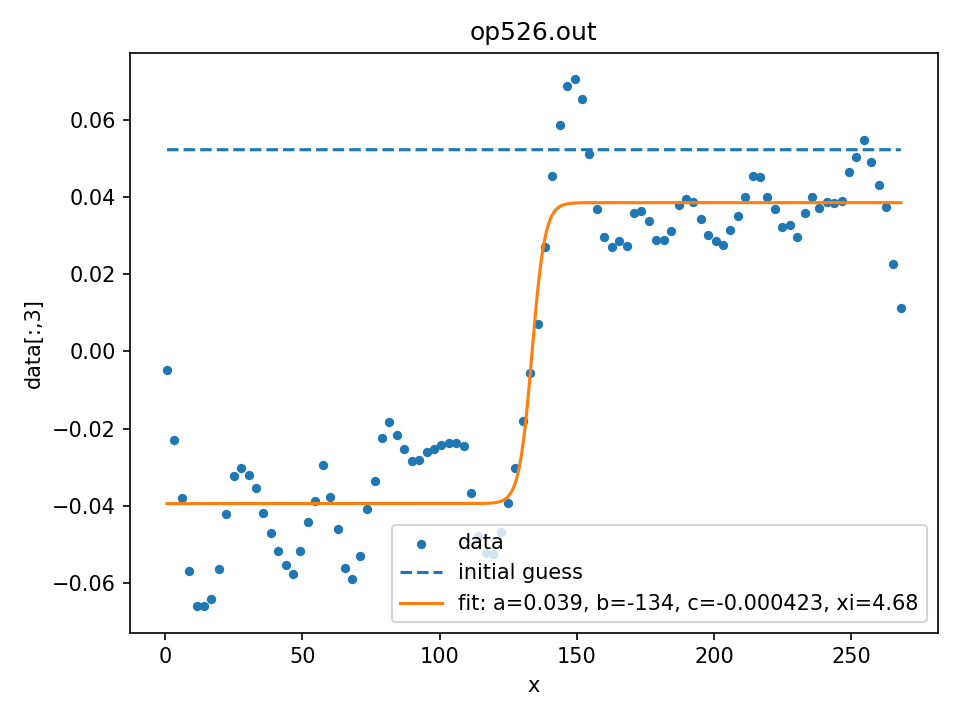 op526.out
data[:,3]
0.06
0.04
0.02
0.00
−0.02
−0.04
−0.06
data
initial guess
fit: a=0.039, b=-134, c=-0.000423, xi=4.68
0 50 100 150 200 250
x